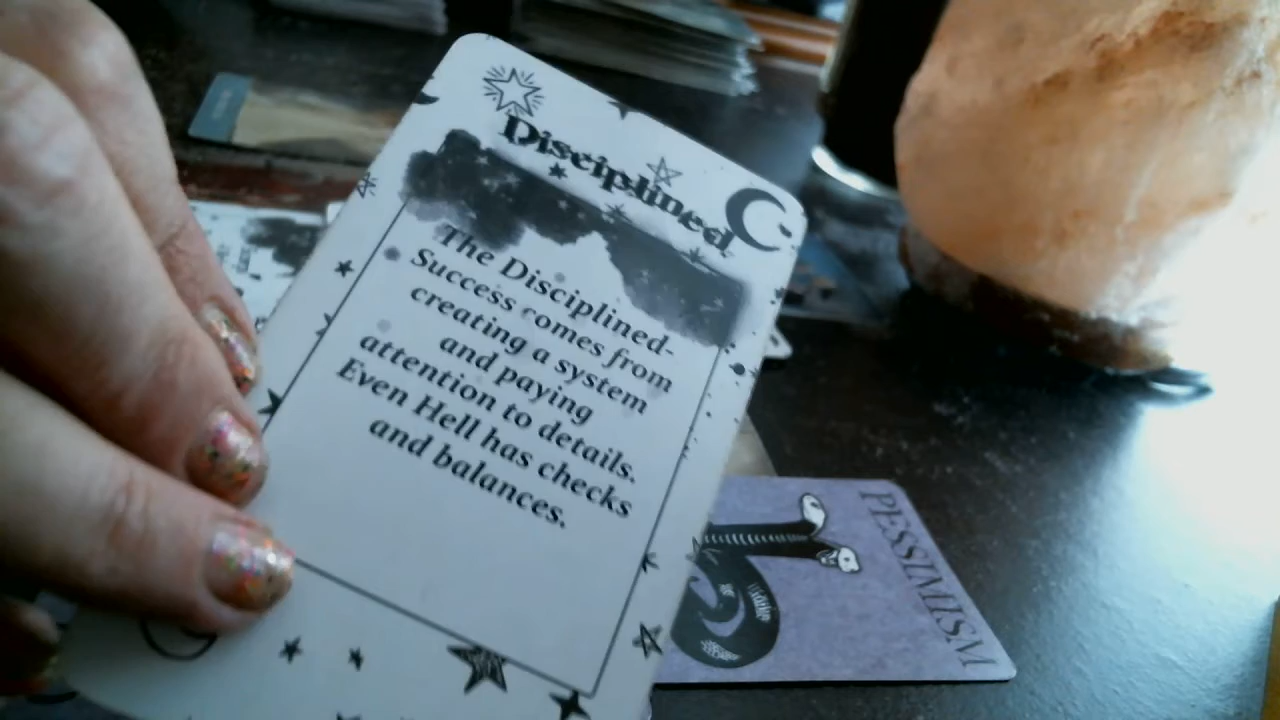 Disciplined
The Disciplined-
Success comes from
creating a system
and paying
attention to details.
Even Hell has checks
and balances.
PESSIMISM